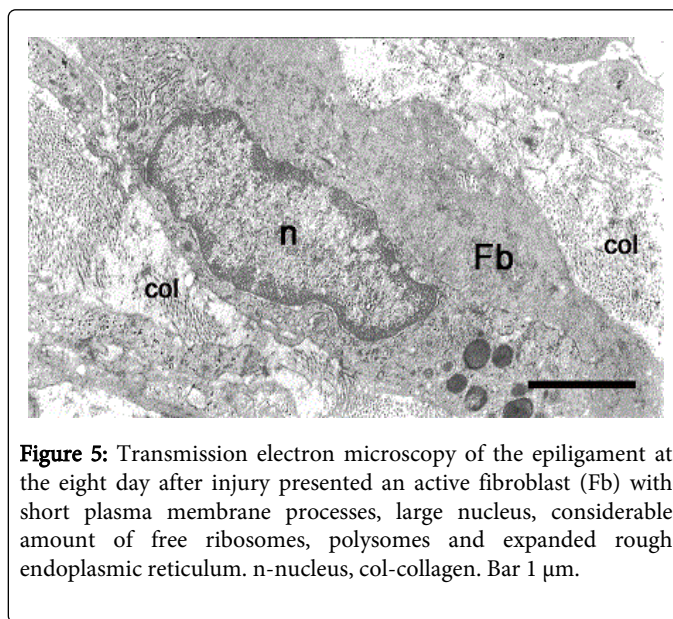 n
Fb
col
col
Figure 5: Transmission electron microscopy of the epiligament at
the eight day after injury presented an active fibroblast (Fb) with
short plasma membrane processes, large nucleus, considerable
amount of free ribosomes, polysomes and expanded rough
endoplasmic reticulum. n-nucleus, col-collagen. Bar 1 μm.